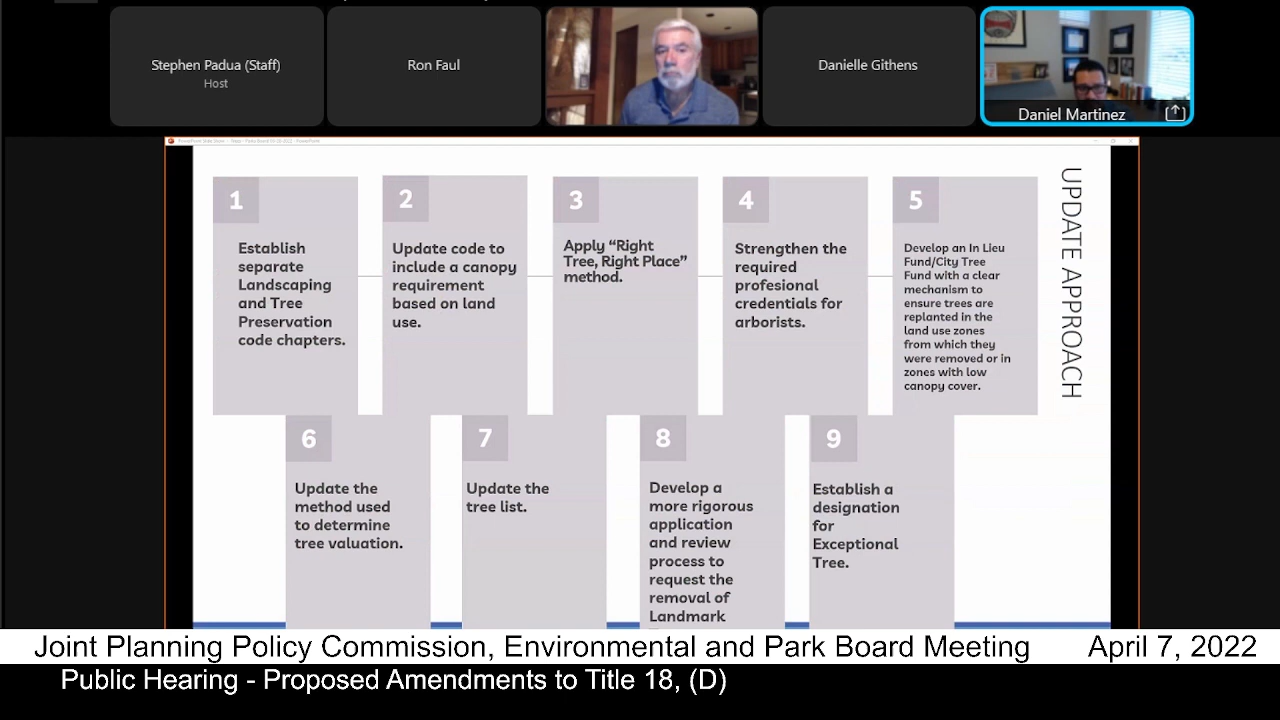 Stephen Padua (Staff)
Host
Ron Faul
Danielle Githens
Daniel Martinez
UPDATE APPROACH
1
Establish
separate
Landscaping
and Tree
Preservation
code chapters.
2
Update code to
include a canopy
requirement
based on land
use.
3
Apply “Right
Tree, Right Place”
method.
4
Strengthen the
required
profesional
credentials for
arborists.
5
Develop an In Lieu
Fund/City Tree
Fund with a clear
mechanism to
ensure trees are
replanted in the
land use zones
from which they
were removed or in
zones with low
canopy cover.
6
Update the
method used
to determine
tree valuation.
7
Update the
tree list.
8
Develop a
more rigorous
application
and review
process to
request the
removal of
Landmark
9
Establish a
designation
for
Exceptional
Tree.
Joint Planning Policy Commission, Environmental and Park Board Meeting April 7, 2022
Public Hearing - Proposed Amendments to Title 18, (D)